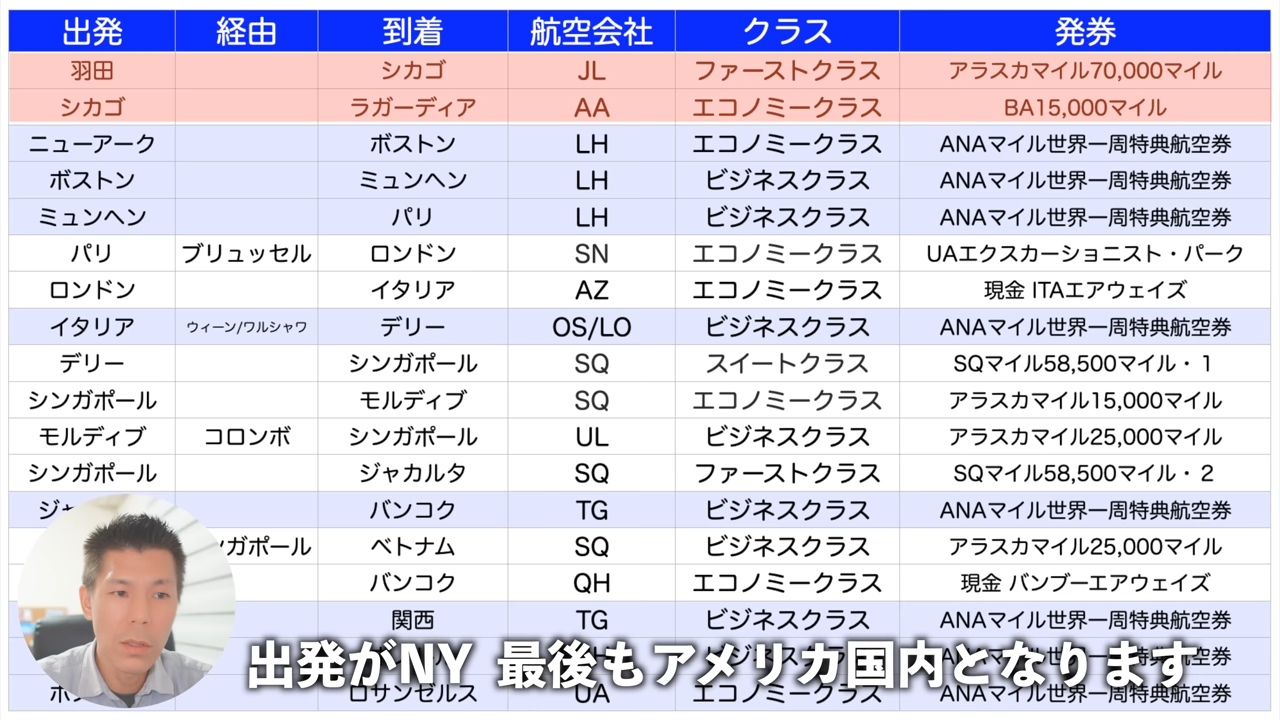 出発 経由 到着 航空会社 クラス 発券
羽田 シカゴ JL ファーストクラス アラスカマイル70,000マイル
シカゴ ラガーディア AA エコノミークラス BA15,000マイル
ニューアーク ボストン LH エコノミークラス ANAマイル世界一周特典航空券
ボストン ミュンヘン LH ビジネスクラス ANAマイル世界一周特典航空券
ミュンヘン パリ LH ビジネスクラス ANAマイル世界一周特典航空券
パリ ブリュッセル ロンドン SN エコノミークラス UAエクスカーショニスト・パーク
ロンドン イタリア AZ エコノミークラス 現金 ITAエアウェイズ
イタリア ウィーン/ワルシャワ デリー OS/LO ビジネスクラス ANAマイル世界一周特典航空券
デリー シンガポール SQ スイートクラス SQマイル58,500マイル・1
シンガポール モルディブ SQ エコノミークラス アラスカマイル15,000マイル
モルディブ コロンボ シンガポール UL ビジネスクラス アラスカマイル25,000マイル
シンガポール ジャカルタ SQ ファーストクラス SQマイル58,500マイル・2
バンコク TG ビジネスクラス ANAマイル世界一周特典航空券
ガポール ベトナム SQ ビジネスクラス アラスカマイル25,000マイル
バンコク QH エコノミークラス 現金 バンブーエアウェイズ
関西 TG ビジネスクラス ANAマイル世界一周特典航空券
ビジネスクラス ANAマイル世界一周特典航空券
ロサンゼルス UA エコノミークラス ANAマイル世界一周特典航空券
出発がNY 最後もアメリカ国内となります